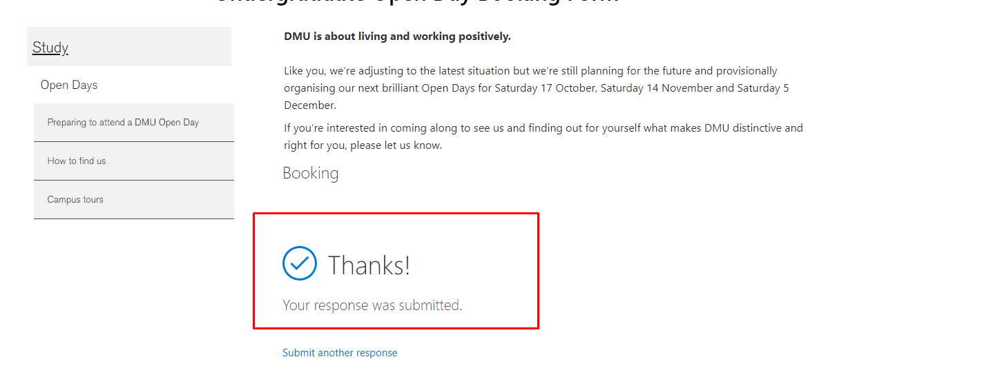 Undergraduate Open Day Booking Form
Study
Open Days
Preparing to attend a DMU Open Day
How to find us
Campus tours
DMU is about living and working positively.
Like you, we’re adjusting to the latest situation but we’re still planning for the future and provisionally
organising our next brilliant Open Days for Saturday 17 October, Saturday 14 November and Saturday 5
December.
If you’re interested in coming along to see us and finding out for yourself what makes DMU distinctive and
right for you, please let us know.
Booking
Thanks!
Your response was submitted.
Submit another response